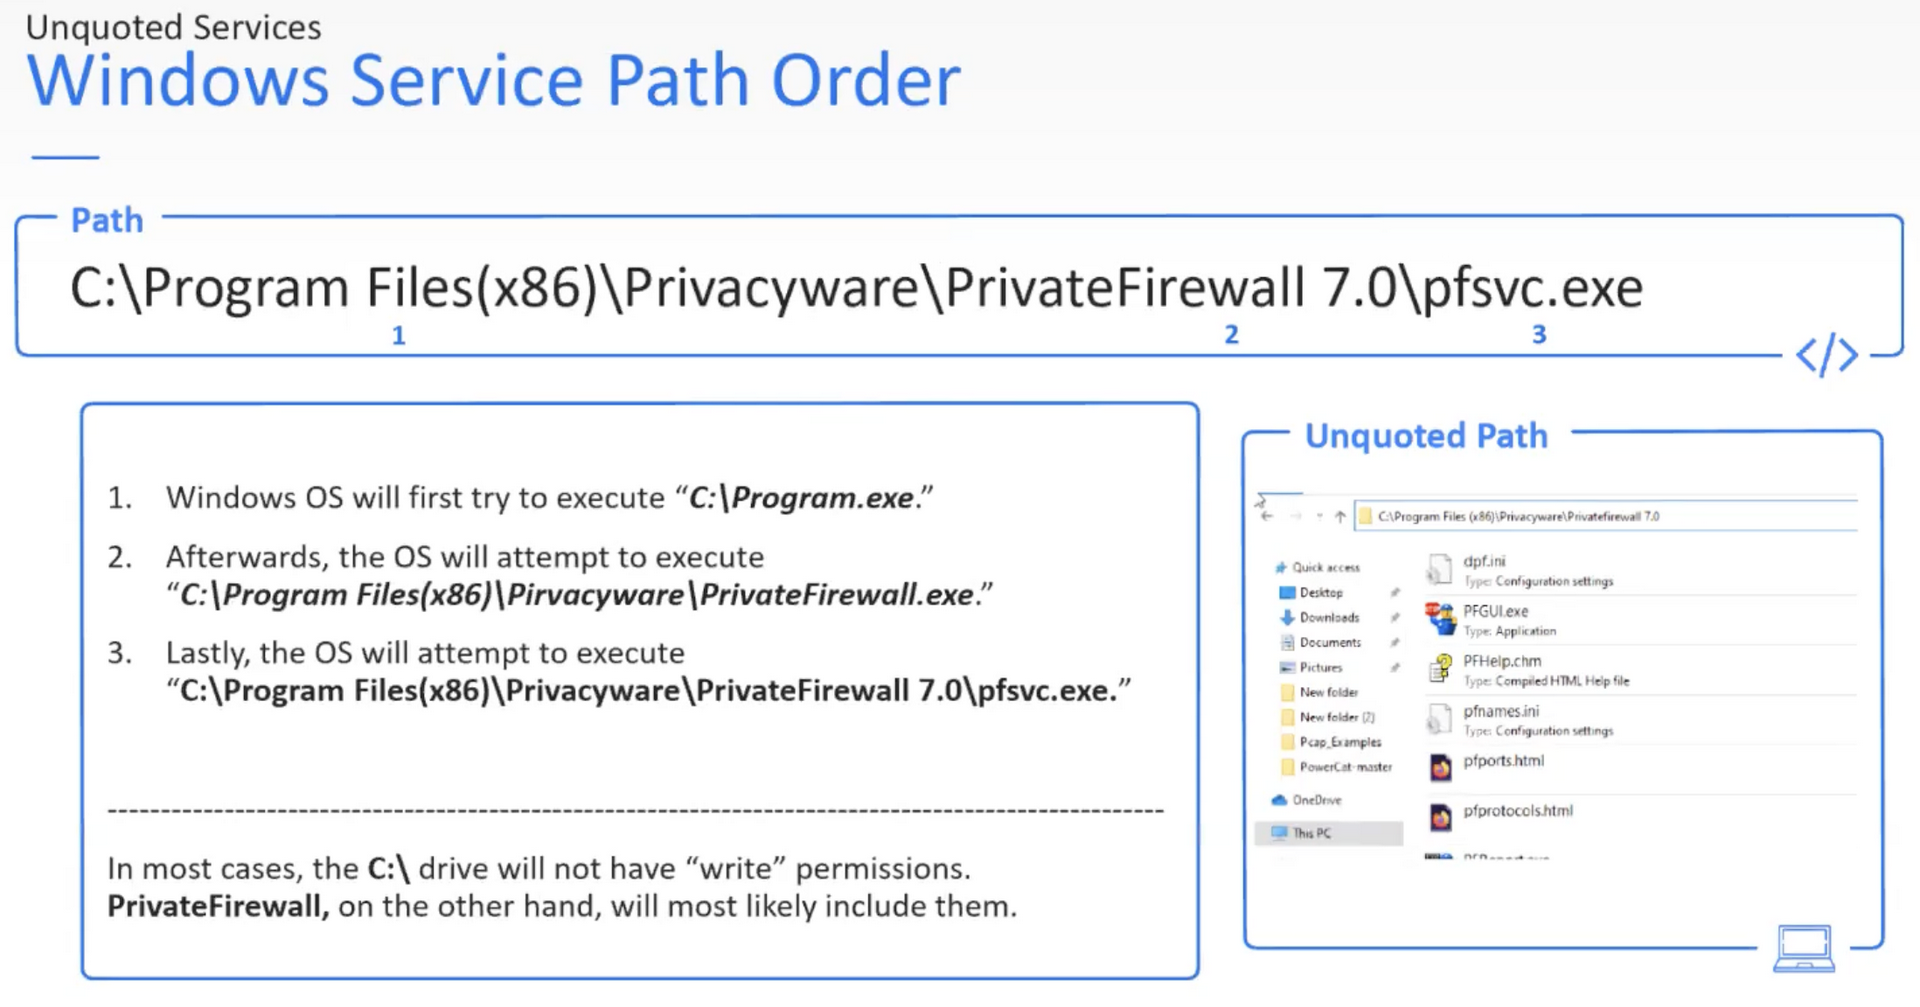 Unquoted Services
Windows Service Path Order
Path
C:\Program Files(x86)\Privacyware\PrivateFirewall 7.0\pfsvc.exe
1 2 3
</>
1. Windows OS will first try to execute “C:\Program.exe.”
2. Afterwards, the OS will attempt to execute
“C:\Program Files(x86)\Pirvacyware\PrivateFirewall.exe.”
3. Lastly, the OS will attempt to execute
“C:\Program Files(x86)\Privacyware\PrivateFirewall 7.0\pfsvc.exe.”
In most cases, the C:\ drive will not have “write” permissions.
PrivateFirewall, on the other hand, will most likely include them.
Unquoted Path
C:\Program Files (x86)\Privacyware\Privatefirewall 7.0
Quick access
Desktop
Downloads
Documents
Pictures
New folder
New folder (2)
Pcap_Examples
PowerCat-master
OneDrive
This PC
dpf.ini
Type: Configuration settings
PFGUI.exe
Type: Application
PFHelp.chm
Type: Compiled HTML Help file
pfnames.ini
Type: Configuration settings
pfports.html
pfprotocols.html